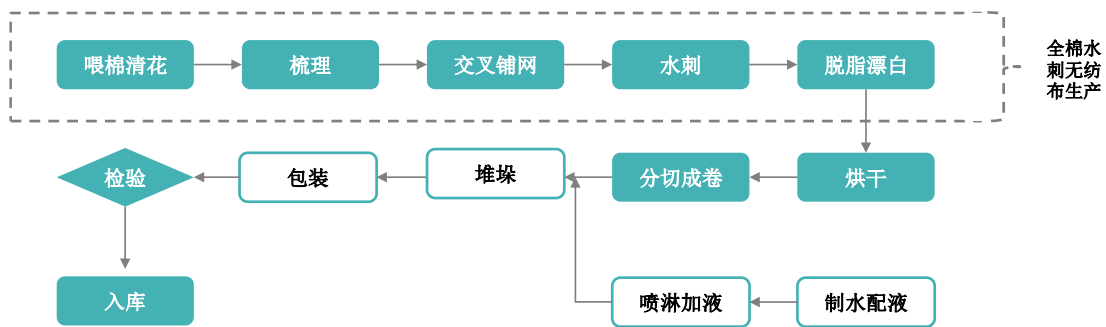 喂棉清花
梳理
交叉铺网
水刺
脱脂漂白
全棉水
刺无纺
布生产
检验
包装
堆垛
分切成卷
烘干
入库
喷淋加液
制水配液